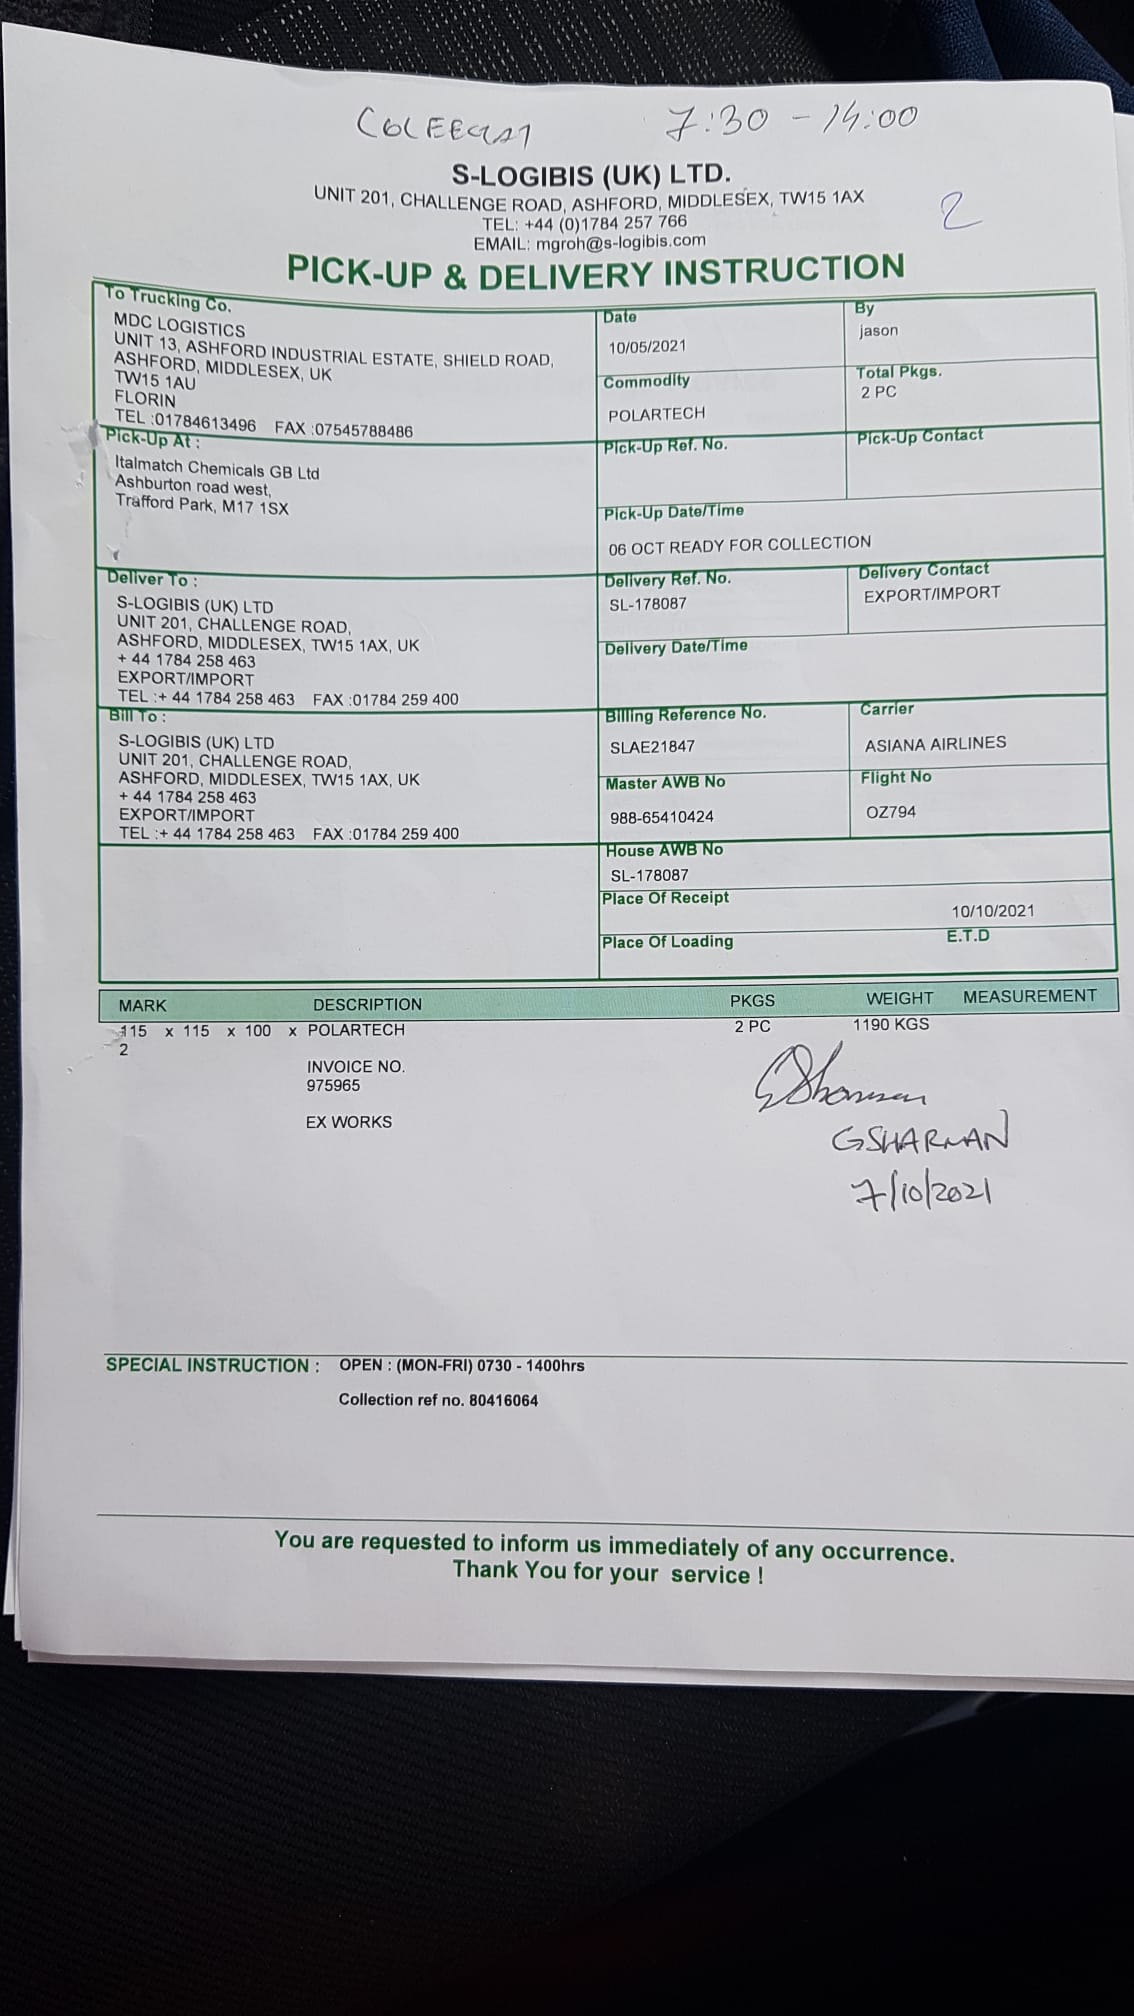 7:30 - 14:00
S-LOGIBIS (UK) LTD.
UNIT 201, CHALLENGE ROAD, ASHFORD, MIDDLESEX, TW15 1AX
TEL: +44 (0)1784 257 766
EMAIL: mgroh@s-logibis.com
2
PICK-UP & DELIVERY INSTRUCTION
To Trucking Co.
MDC LOGISTICS
UNIT 13, ASHFORD INDUSTRIAL ESTATE, SHIELD ROAD,
ASHFORD, MIDDLESEX, UK
TW15 1AU
FLORIN
TEL :01784613496 FAX :07545788486
Date
10/05/2021
By
jason
Commodity
POLARTECH
Total Pkgs.
2 PC
Pick-Up At :
Italmatch Chemicals GB Ltd
Ashburton road west,
Trafford Park, M17 1SX
Pick-Up Ref. No.
Pick-Up Contact
Pick-Up Date/Time
06 OCT READY FOR COLLECTION
Deliver To :
S-LOGIBIS (UK) LTD
UNIT 201, CHALLENGE ROAD,
ASHFORD, MIDDLESEX, TW15 1AX, UK
+ 44 1784 258 463
EXPORT/IMPORT
TEL :+ 44 1784 258 463 FAX :01784 259 400
Delivery Ref. No.
SL-178087
Delivery Contact
EXPORT/IMPORT
Delivery Date/Time
Bill To :
S-LOGIBIS (UK) LTD
UNIT 201, CHALLENGE ROAD,
ASHFORD, MIDDLESEX, TW15 1AX, UK
+ 44 1784 258 463
EXPORT/IMPORT
TEL :+ 44 1784 258 463 FAX :01784 259 400
Billing Reference No.
SLAE21847
Carrier
ASIANA AIRLINES
Master AWB No
988-65410424
Flight No
OZ794
House AWB No
SL-178087
Place Of Receipt
10/10/2021
Place Of Loading
E.T.D
MARK DESCRIPTION PKGS WEIGHT MEASUREMENT
115 x 115 x 100 x POLARTECH 2 PC 1190 KGS
2
INVOICE NO.
975965
EX WORKS
GSHARMAN
7/10/2021
SPECIAL INSTRUCTION : OPEN : (MON-FRI) 0730 - 1400hrs
Collection ref no. 80416064
You are requested to inform us immediately of any occurrence.
Thank You for your service !